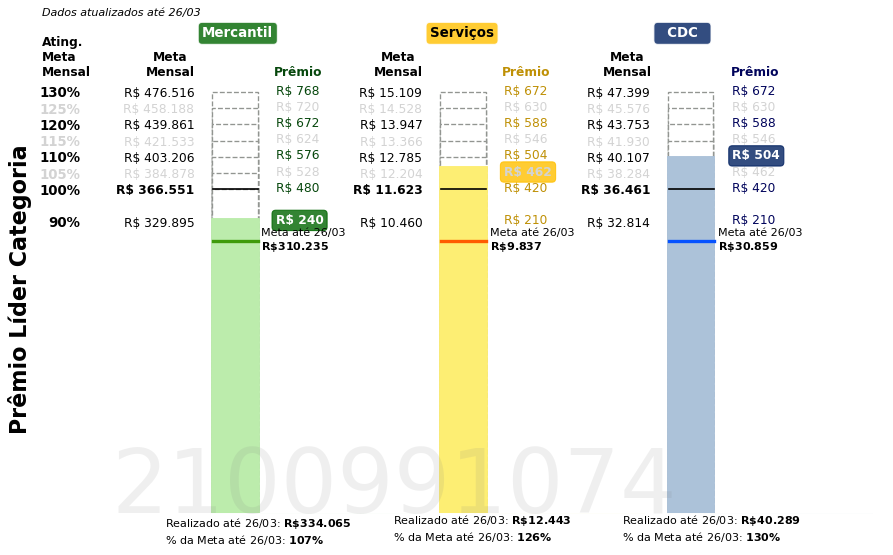 Dados atualizados até 26/03
Mercantil Serviços CDC
Ating.
Meta
Mensal
Meta
Mensal Prêmio Meta
Mensal Prêmio Meta
Mensal Prêmio
130% R$ 476.516 R$ 768 R$ 15.109 R$ 672 R$ 47.399 R$ 672
125% R$ 458.188 R$ 720 R$ 14.528 R$ 630 R$ 45.576 R$ 630
120% R$ 439.861 R$ 672 R$ 13.947 R$ 588 R$ 43.753 R$ 588
115% R$ 421.533 R$ 624 R$ 13.366 R$ 546 R$ 41.930 R$ 546
110% R$ 403.206 R$ 576 R$ 12.785 R$ 504 R$ 40.107 R$ 504
105% R$ 384.878 R$ 528 R$ 12.204 R$ 462 R$ 38.284 R$ 462
100% R$ 366.551 R$ 480 R$ 11.623 R$ 420 R$ 36.461 R$ 420
90% R$ 329.895 R$ 240 R$ 10.460 R$ 210 R$ 32.814 R$ 210
Meta até 26/03 Meta até 26/03 Meta até 26/03
R$310.235 R$9.837 R$30.859
Prêmio Líder Categoria
2100991074
Realizado até 26/03: R$334.065 Realizado até 26/03: R$12.443 Realizado até 26/03: R$40.289
% da Meta até 26/03: 107% % da Meta até 26/03: 126% % da Meta até 26/03: 130%